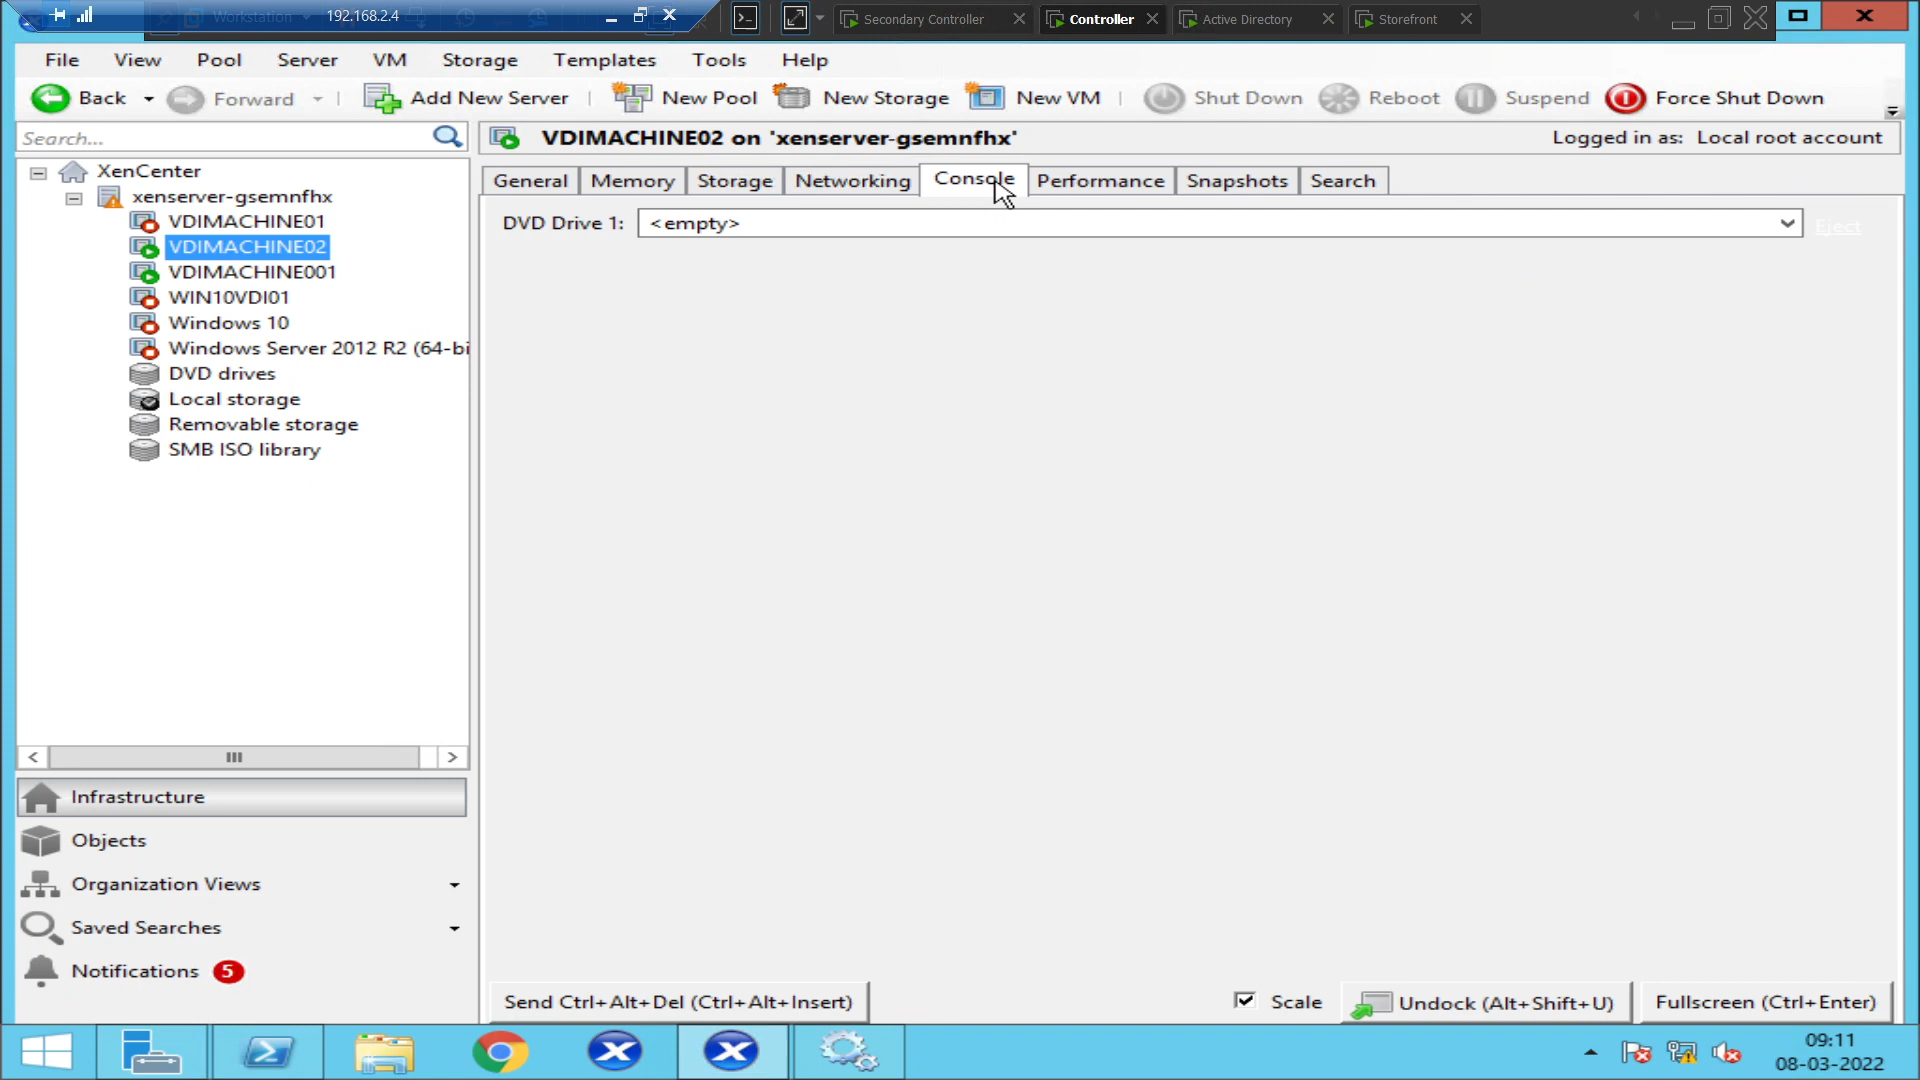 Workstation
192.168.2.4
Secondary Controller
Controller
Active Directory
Storefront
File View Pool Server VM Storage Templates Tools Help
Back Forward Add New Server New Pool New Storage New VM Shut Down Reboot Suspend Force Shut Down
Search...
VDIMACHINE02 on 'xenserver-gsemnfhx'
Logged in as: Local root account
XenCenter
xenserver-gsemnfhx
VDIMACHINE01
VDIMACHINE02
VDIMACHINE001
WIN10VDI01
Windows 10
Windows Server 2012 R2 (64-bi
DVD drives
Local storage
Removable storage
SMB ISO library
General Memory Storage Networking Console Performance Snapshots Search
DVD Drive 1: <empty> Eject
Infrastructure
Objects
Organization Views
Saved Searches
Notifications 5
Send Ctrl+Alt+Del (Ctrl+Alt+Insert)
Scale
Undock (Alt+Shift+U)
Fullscreen (Ctrl+Enter)
09:11
08-03-2022